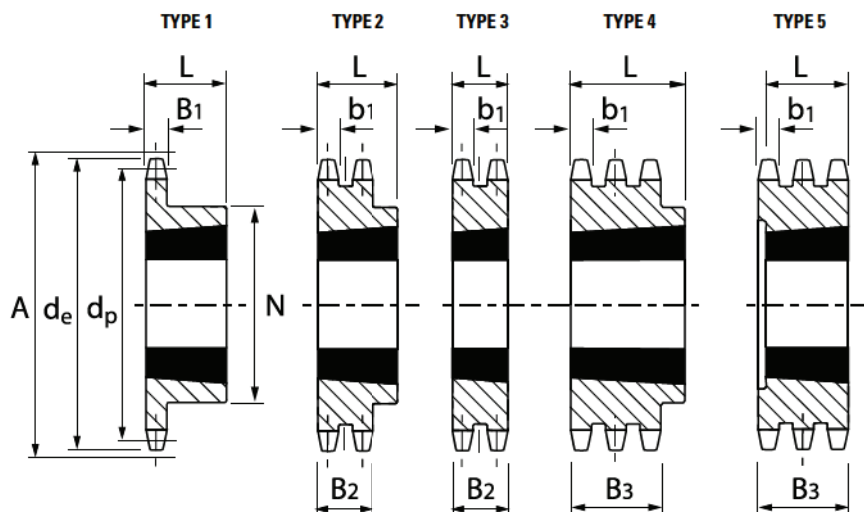 TYPE 1 TYPE 2 TYPE 3 TYPE 4 TYPE 5
L L L L L
B1 b1 b1 b1 b1
A de dp N
B2 B2 B3 B3